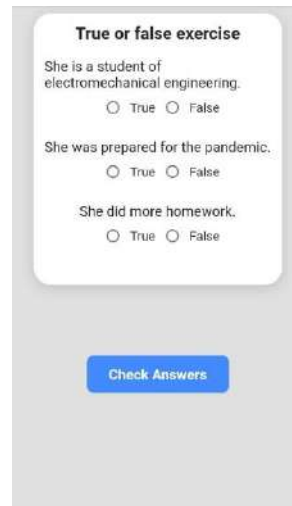 True or false exercise
She is a student of
electromechanical engineering.
True False
She was prepared for the pandemic.
True False
She did more homework.
True False
Check Answers